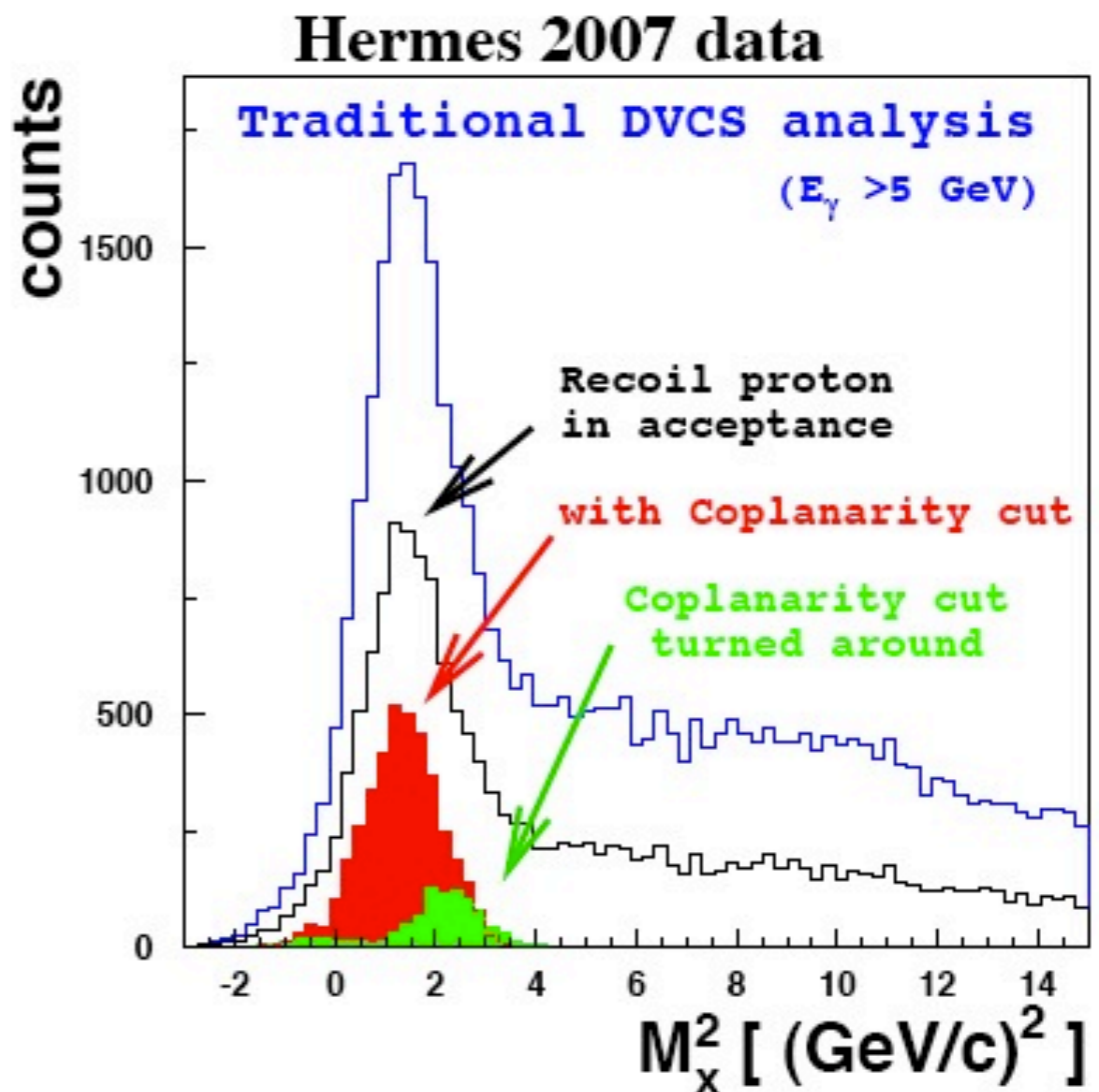 Hermes 2007 data
counts
Traditional DVCS analysis
(Eγ >5 GeV)
1500
Recoil proton
in acceptance
1000
with Coplanarity cut
Coplanarity cut
turned around
500
0
-2 0 2 4 6 8 10 12 14
M²ₓ [ (GeV/c)² ]